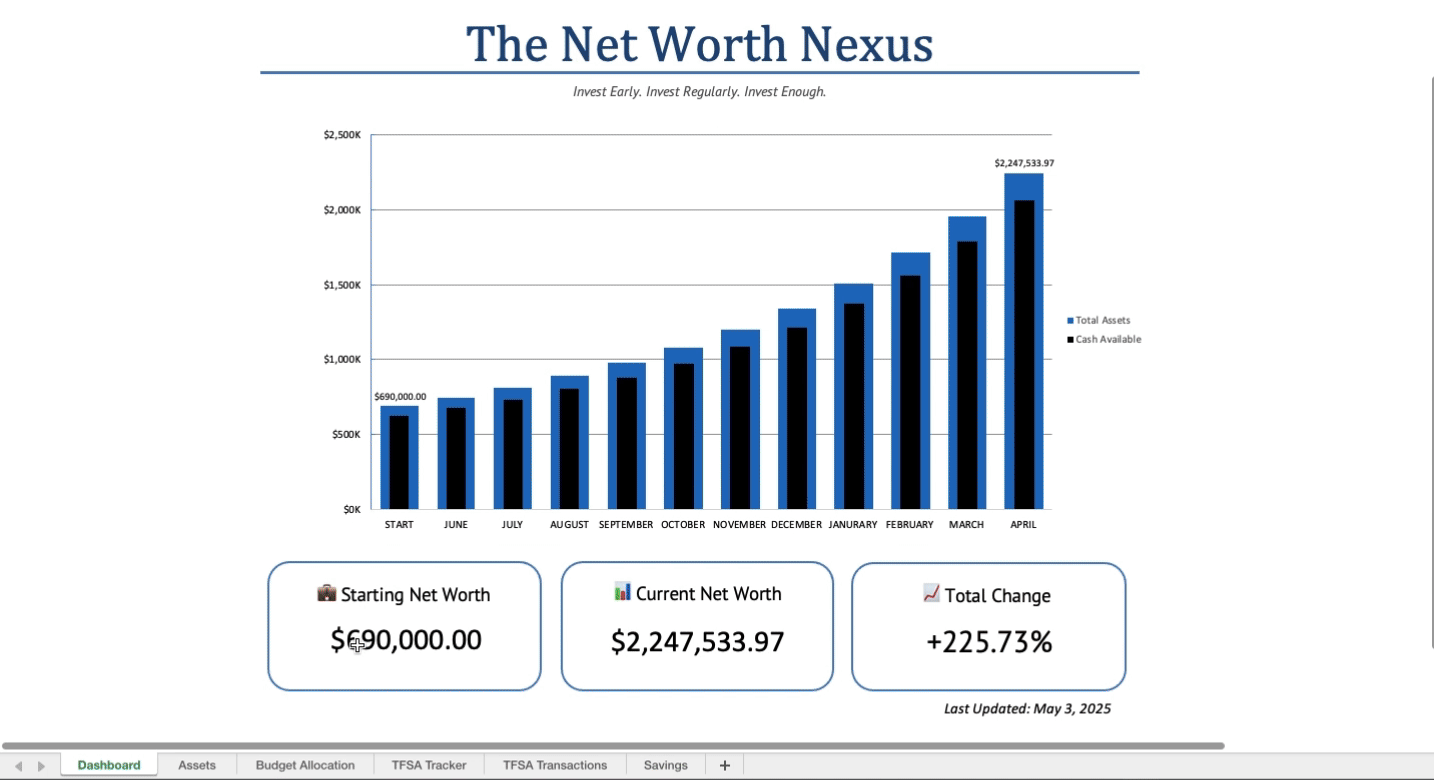 The Net Worth Nexus
Invest Early. Invest Regularly. Invest Enough.
$2,500K
$2,247,533.97
$2,000K
$1,500K
Total Assets
Cash Available
$1,000K
$690,000.00
$500K
$0K
START JUNE JULY AUGUST SEPTEMBER OCTOBER NOVEMBER DECEMBER JANURARY FEBRUARY MARCH APRIL
Starting Net Worth
$690,000.00
Current Net Worth
$2,247,533.97
Total Change
+225.73%
Last Updated: May 3, 2025
Dashboard Assets Budget Allocation TFSA Tracker TFSA Transactions Savings +